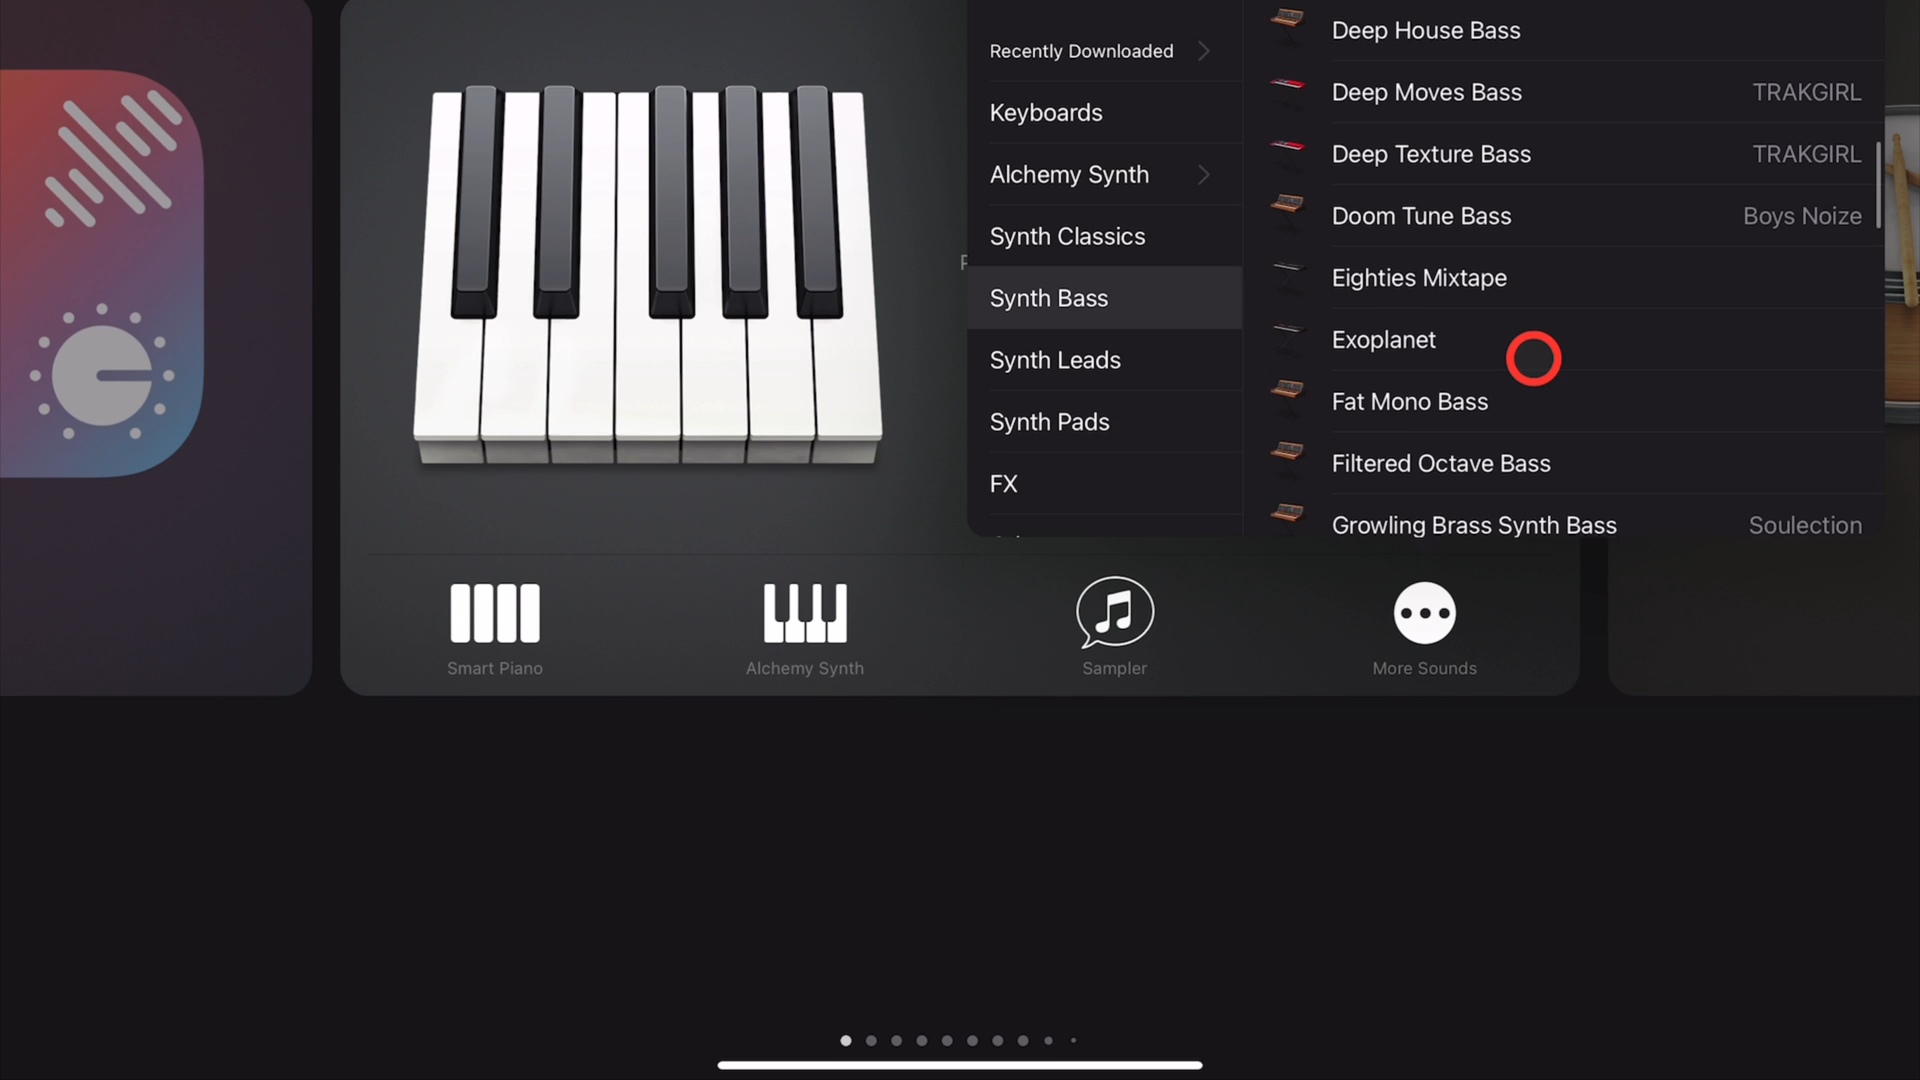 Recently Downloaded
Keyboards
Alchemy Synth
Synth Classics
Synth Bass
Synth Leads
Synth Pads
FX
Deep House Bass
Deep Moves Bass TRAKGIRL
Deep Texture Bass TRAKGIRL
Doom Tune Bass Boys Noize
Eighties Mixtape
Exoplanet
Fat Mono Bass
Filtered Octave Bass
Growling Brass Synth Bass Soulection
Smart Piano
Alchemy Synth
Sampler
More Sounds